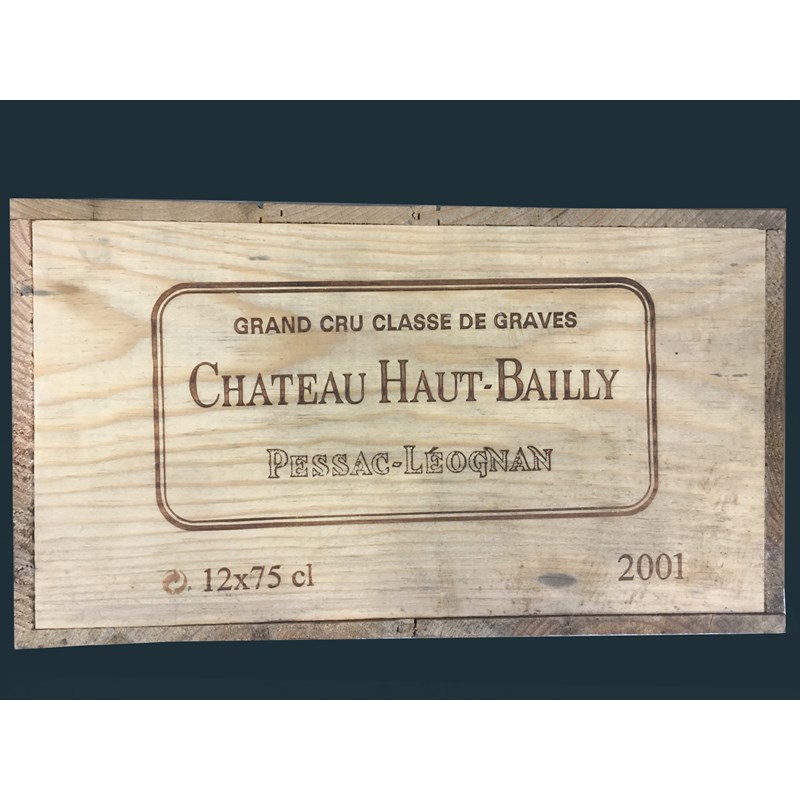 GRAND CRU CLASSE DE GRAVES
CHATEAU HAUT-BAILLY
PESSAC-LÉOGNAN
12x75 cl
2001